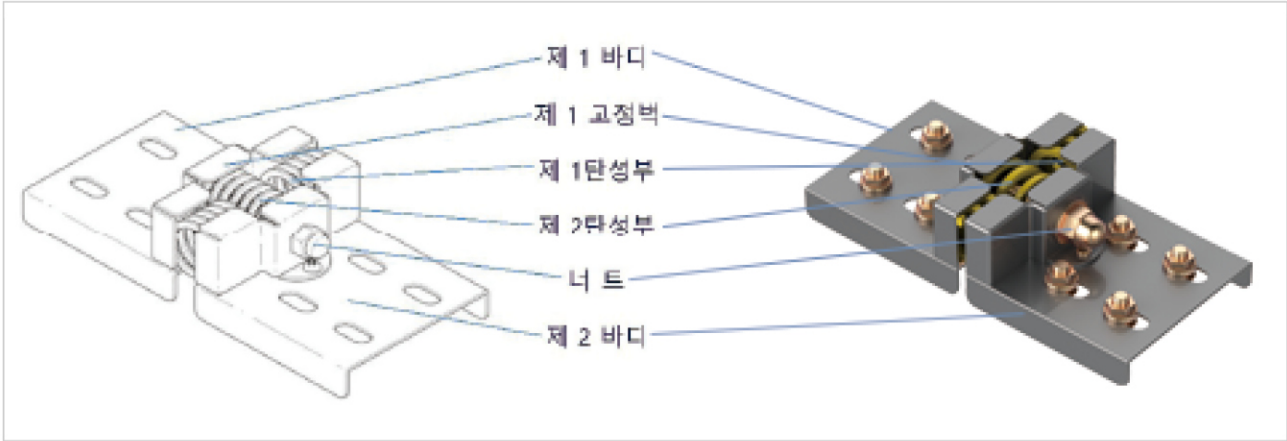 제 1 바디
제 1 고정벽
제 1탄성부
제 2탄성부
너 트
제 2 바디